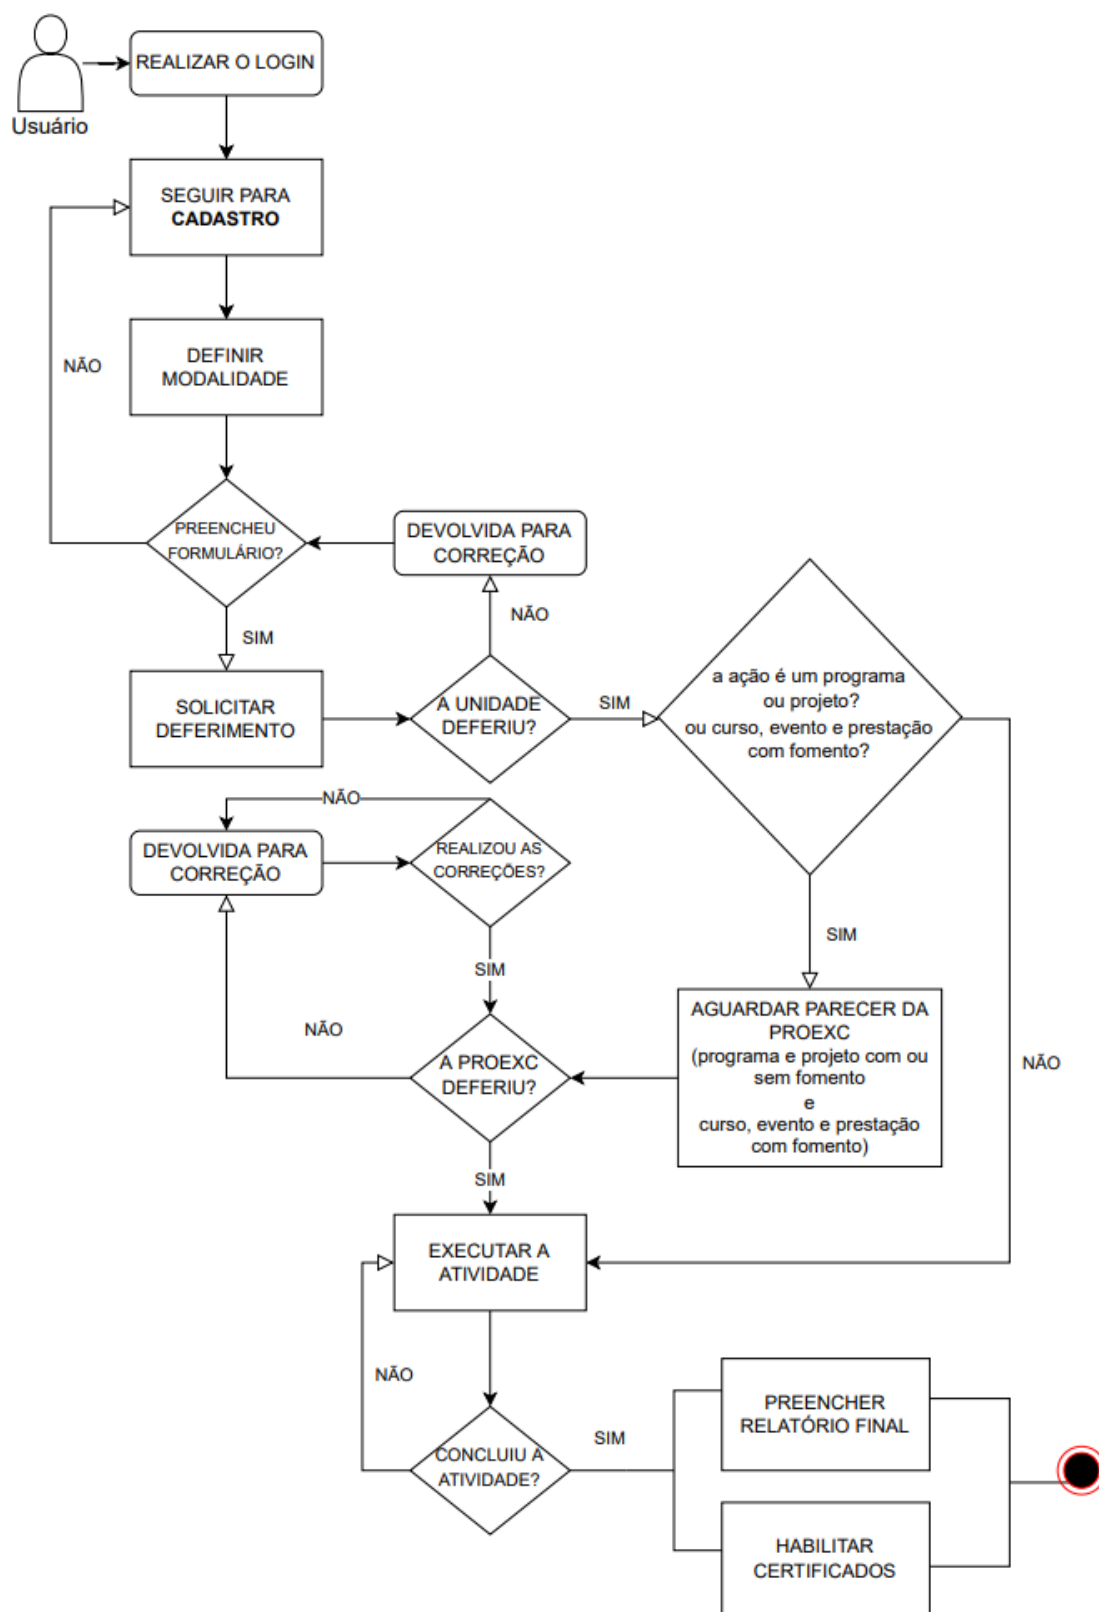 REALIZAR O LOGIN
Usuário
SEGUIR PARA
CADASTRO
NÃO
DEFINIR
MODALIDADE
PREENCHEU
FORMULÁRIO?
DEVOLVIDA PARA
CORREÇÃO
NÃO
SIM
SOLICITAR
DEFERIMENTO
A UNIDADE
DEFERIU?
SIM
a ação é um programa
ou projeto?
ou curso, evento e prestação
com fomento?
NÃO
DEVOLVIDA PARA
CORREÇÃO
REALIZOU AS
CORREÇÕES?
SIM
SIM
NÃO
A PROEXC
DEFERIU?
AGUARDAR PARECER DA
PROEXC
(programa e projeto com ou
sem fomento
e
curso, evento e prestação
com fomento)
NÃO
SIM
EXECUTAR A
ATIVIDADE
NÃO
CONCLUIU A
ATIVIDADE?
SIM
PREENCHER
RELATÓRIO FINAL
HABILITAR
CERTIFICADOS